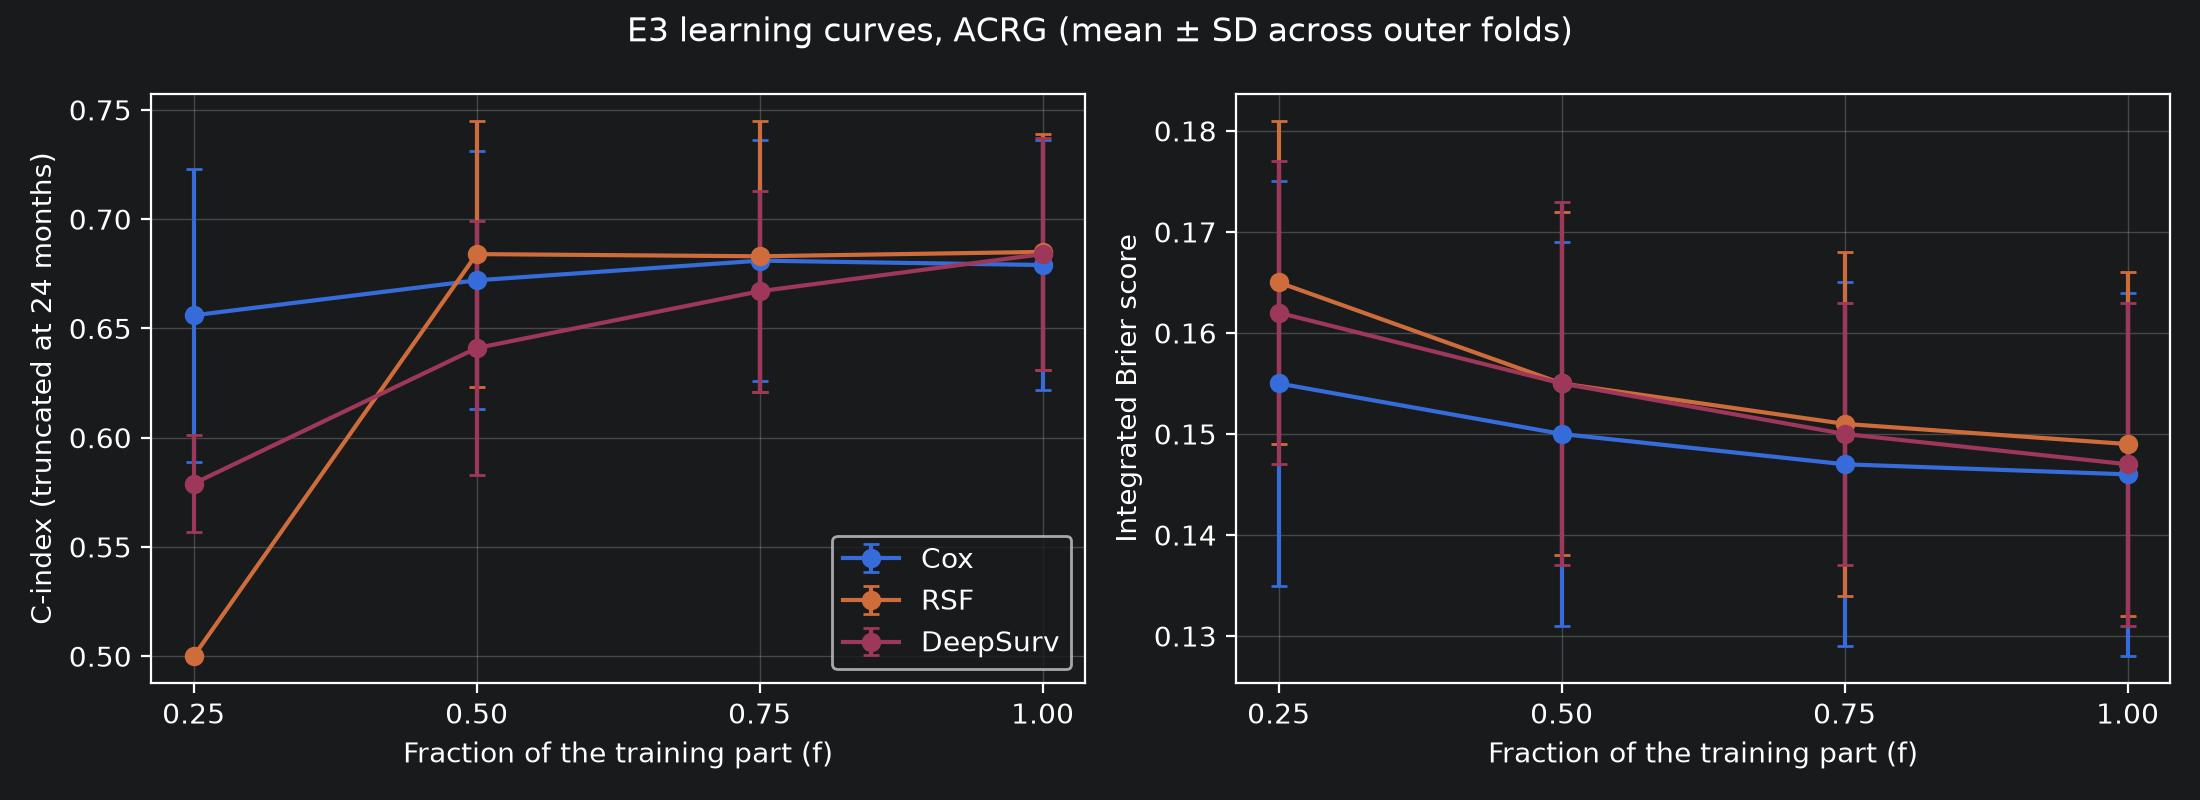 E3 learning curves, ACRG (mean ± SD across outer folds)
C-index (truncated at 24 months)
0.75
0.70
0.65
0.60
0.55
0.50
0.25
0.50
0.75
1.00
Fraction of the training part (f)
Cox
RSF
DeepSurv
Integrated Brier score
0.18
0.17
0.16
0.15
0.14
0.13
0.25
0.50
0.75
1.00
Fraction of the training part (f)